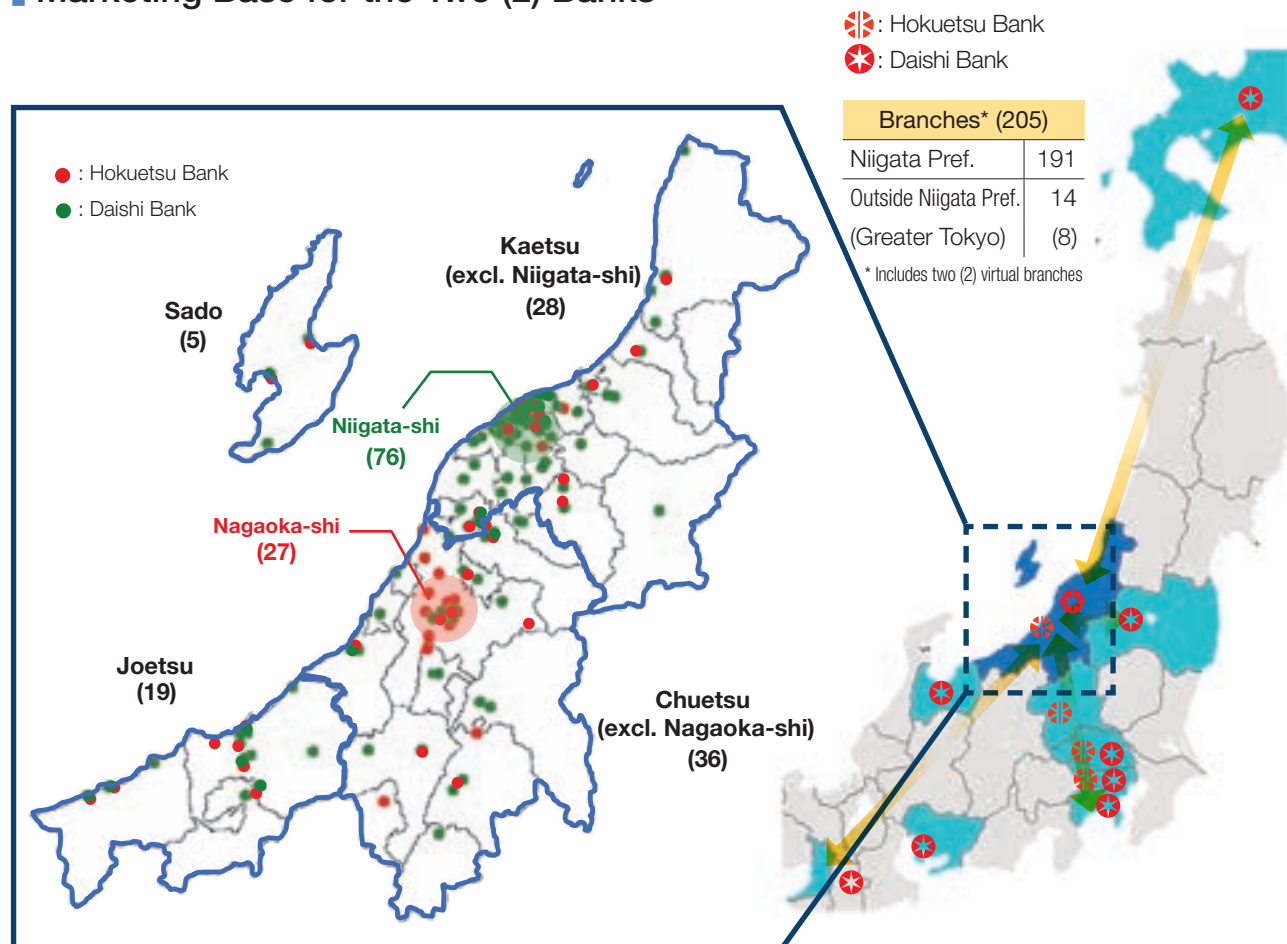 Marketing Base for the Two (2) Banks
: Hokuetsu Bank
: Daishi Bank
Branches* (205)
Niigata Pref. 191
Outside Niigata Pref. 14
(Greater Tokyo) (8)
* Includes two (2) virtual branches
: Hokuetsu Bank
: Daishi Bank
Kaetsu
(excl. Niigata-shi)
(28)
Sado
(5)
Niigata-shi
(76)
Nagaoka-shi
(27)
Joetsu
(19)
Chuetsu
(excl. Nagaoka-shi)
(36)